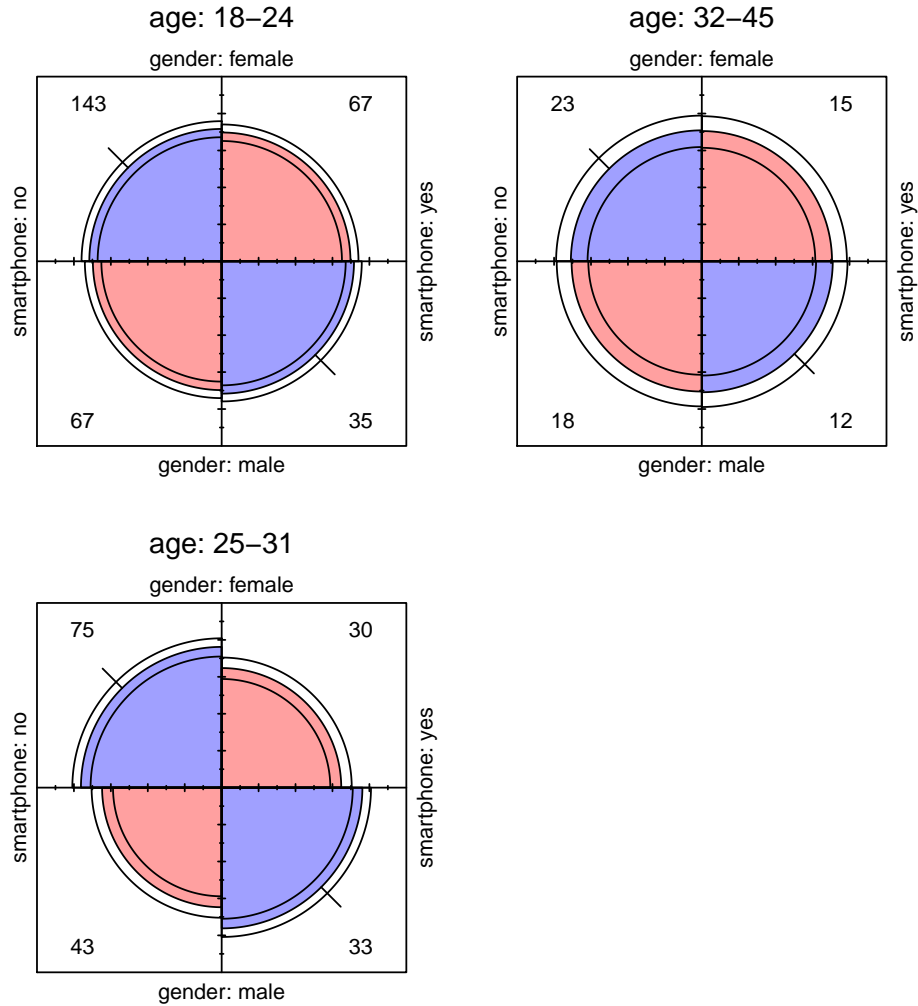 age: 18−24
gender: female
143
67
smartphone: no
smartphone: yes
67
35
gender: male
age: 32−45
gender: female
23
15
smartphone: no
smartphone: yes
18
12
gender: male
age: 25−31
gender: female
75
30
smartphone: no
smartphone: yes
43
33
gender: male